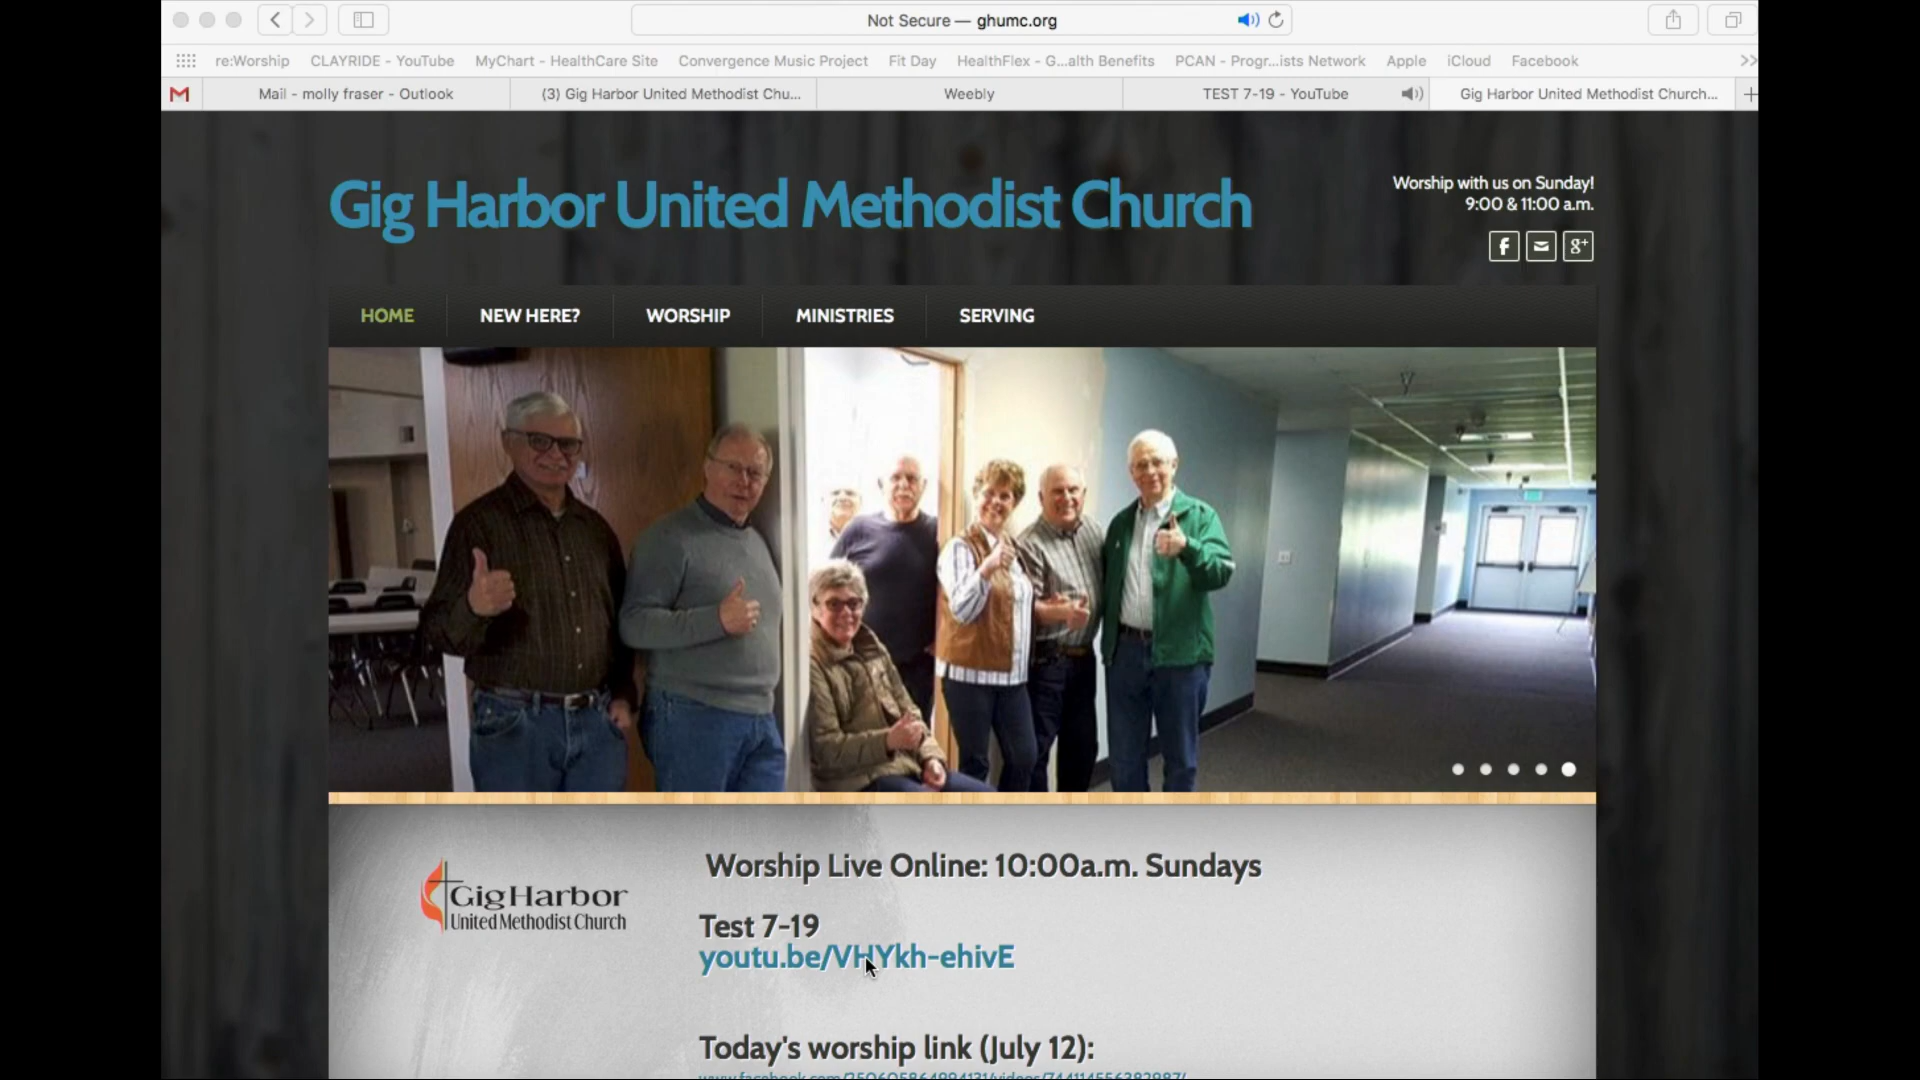 Not Secure — ghumc.org
re:Worship CLAYRIDE - YouTube MyChart - HealthCare Site Convergence Music Project Fit Day HealthFlex - G...alth Benefits PCAN - Progr...ists Network Apple iCloud Facebook
Mail - molly fraser - Outlook (3) Gig Harbor United Methodist Chu... Weebly TEST 7-19 - YouTube Gig Harbor United Methodist Church...
Gig Harbor United Methodist Church
Worship with us on Sunday!
9:00 & 11:00 a.m.
HOME NEW HERE? WORSHIP MINISTRIES SERVING
Worship Live Online: 10:00a.m. Sundays
Gig Harbor
United Methodist Church
Test 7-19
youtu.be/VHYkh-ehivE
Today's worship link (July 12):